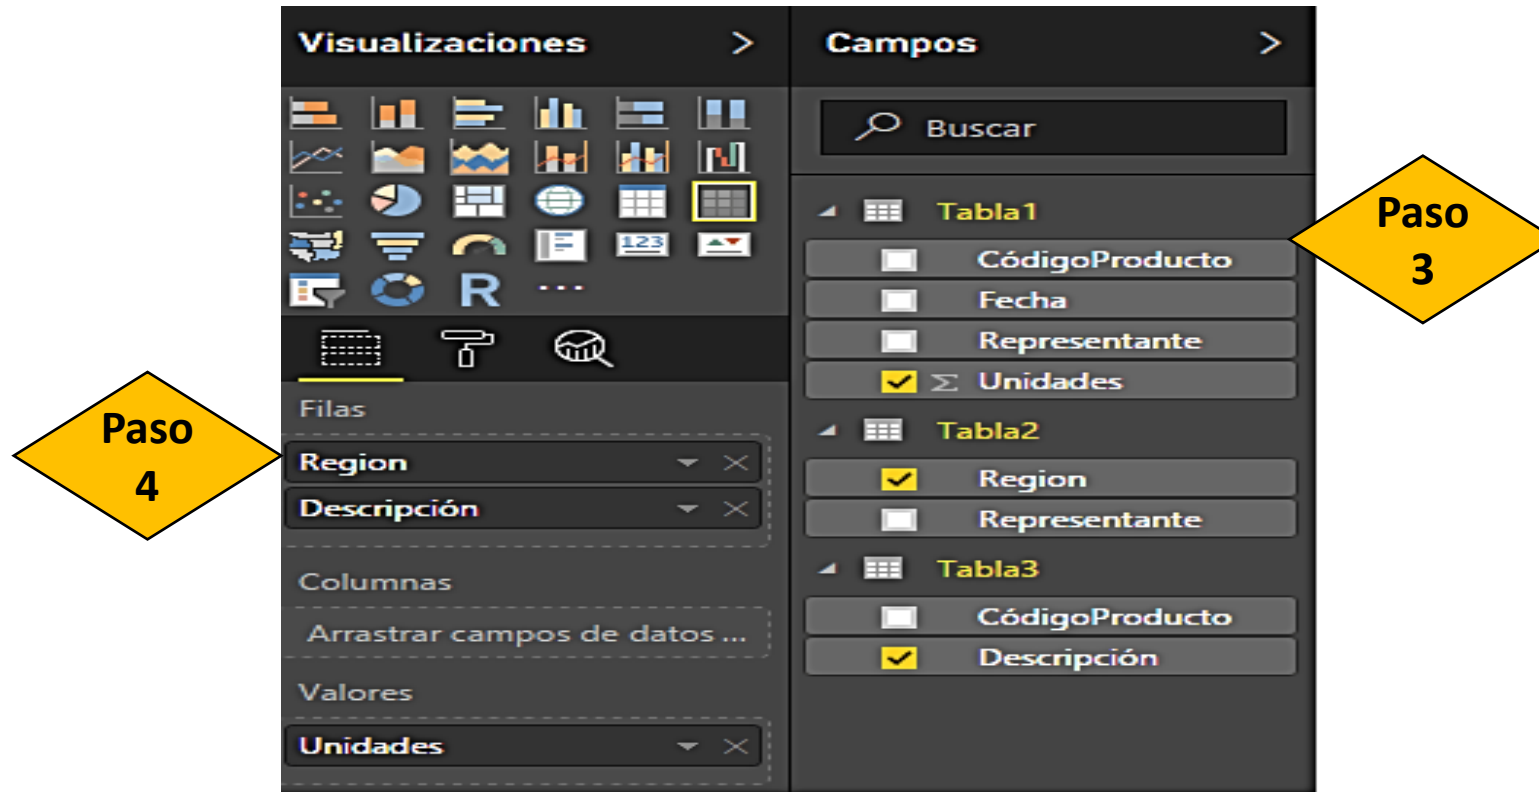 Visualizaciones
123
R
Filas
Region
Descripción
Columnas
Arrastrar campos de datos ...
Valores
Unidades
Campos
Buscar
Tabla1
CódigoProducto
Fecha
Representante
Σ Unidades
Tabla2
Region
Representante
Tabla3
CódigoProducto
Descripción
Paso
3
Paso
4